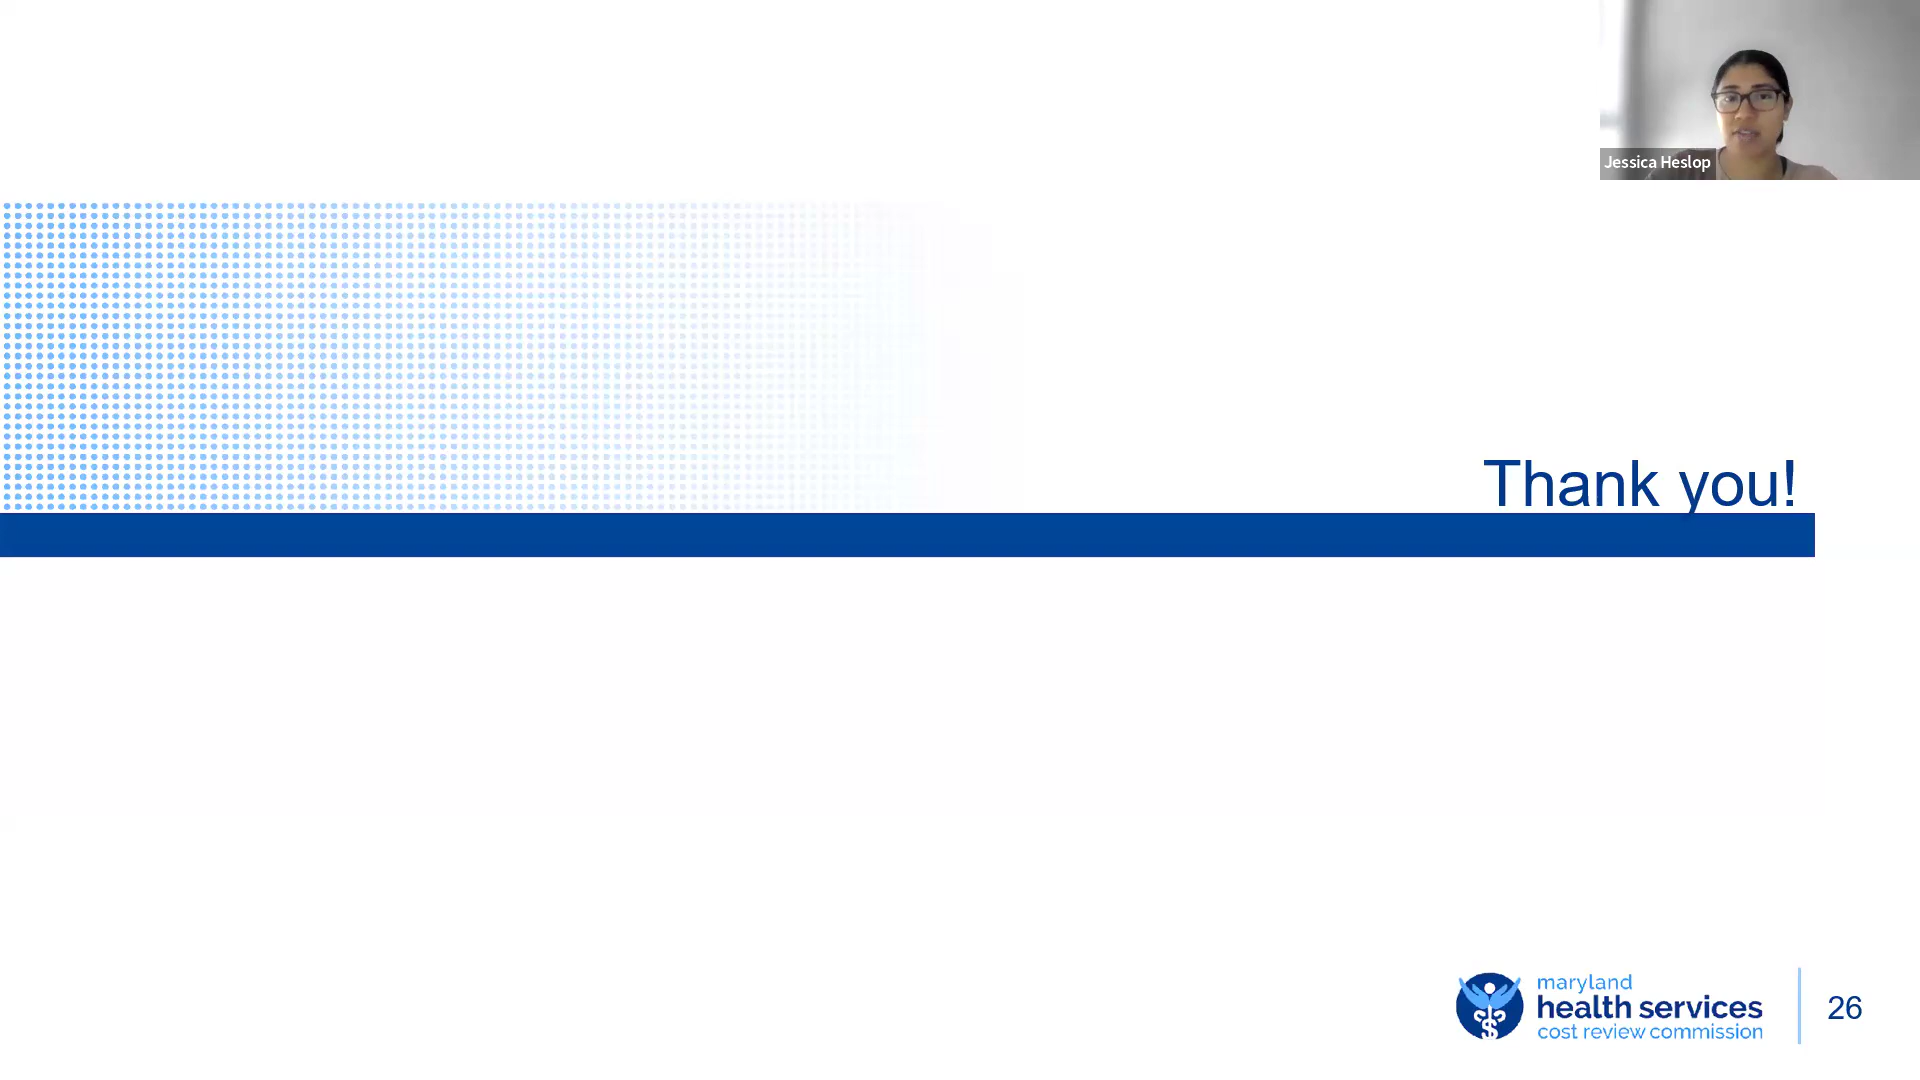 Jessica Heslop
Thank you!
maryland
health services
cost review commission
26